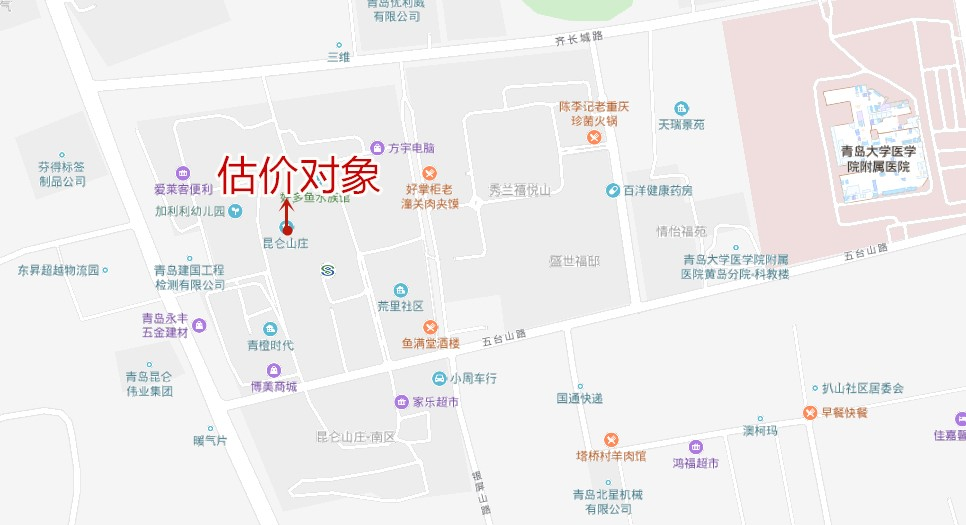 青岛优利威
有限公司
三维
齐长城路
陈李记老重庆
珍菌火锅
天瑞景苑
方宇电脑
青岛大学医学
院附属医院
芬得标签
制品公司
爱莱客便利
估价对象
好掌柜老
潼关肉夹馍
秀兰禧悦山
百洋健康药房
好多鱼水族馆
加利利幼儿园
昆仑山庄
情怡福苑
五台山路
盛世福邸
青岛大学医学院附属
医院黄岛分院-科教楼
东昇超越物流园
青岛建国工程
检测有限公司
荒里社区
青岛永丰
五金建材
青橙时代
鱼满堂酒楼
五台山路
青岛昆仑
伟业集团
博美商城
小周车行
家乐超市
国通快递
扒山社区居委会
早餐快餐
暖气片
昆仑山庄-南区
澳柯玛
塔桥村羊肉馆
鸿福超市
银屏山路
青岛北星机械
有限公司